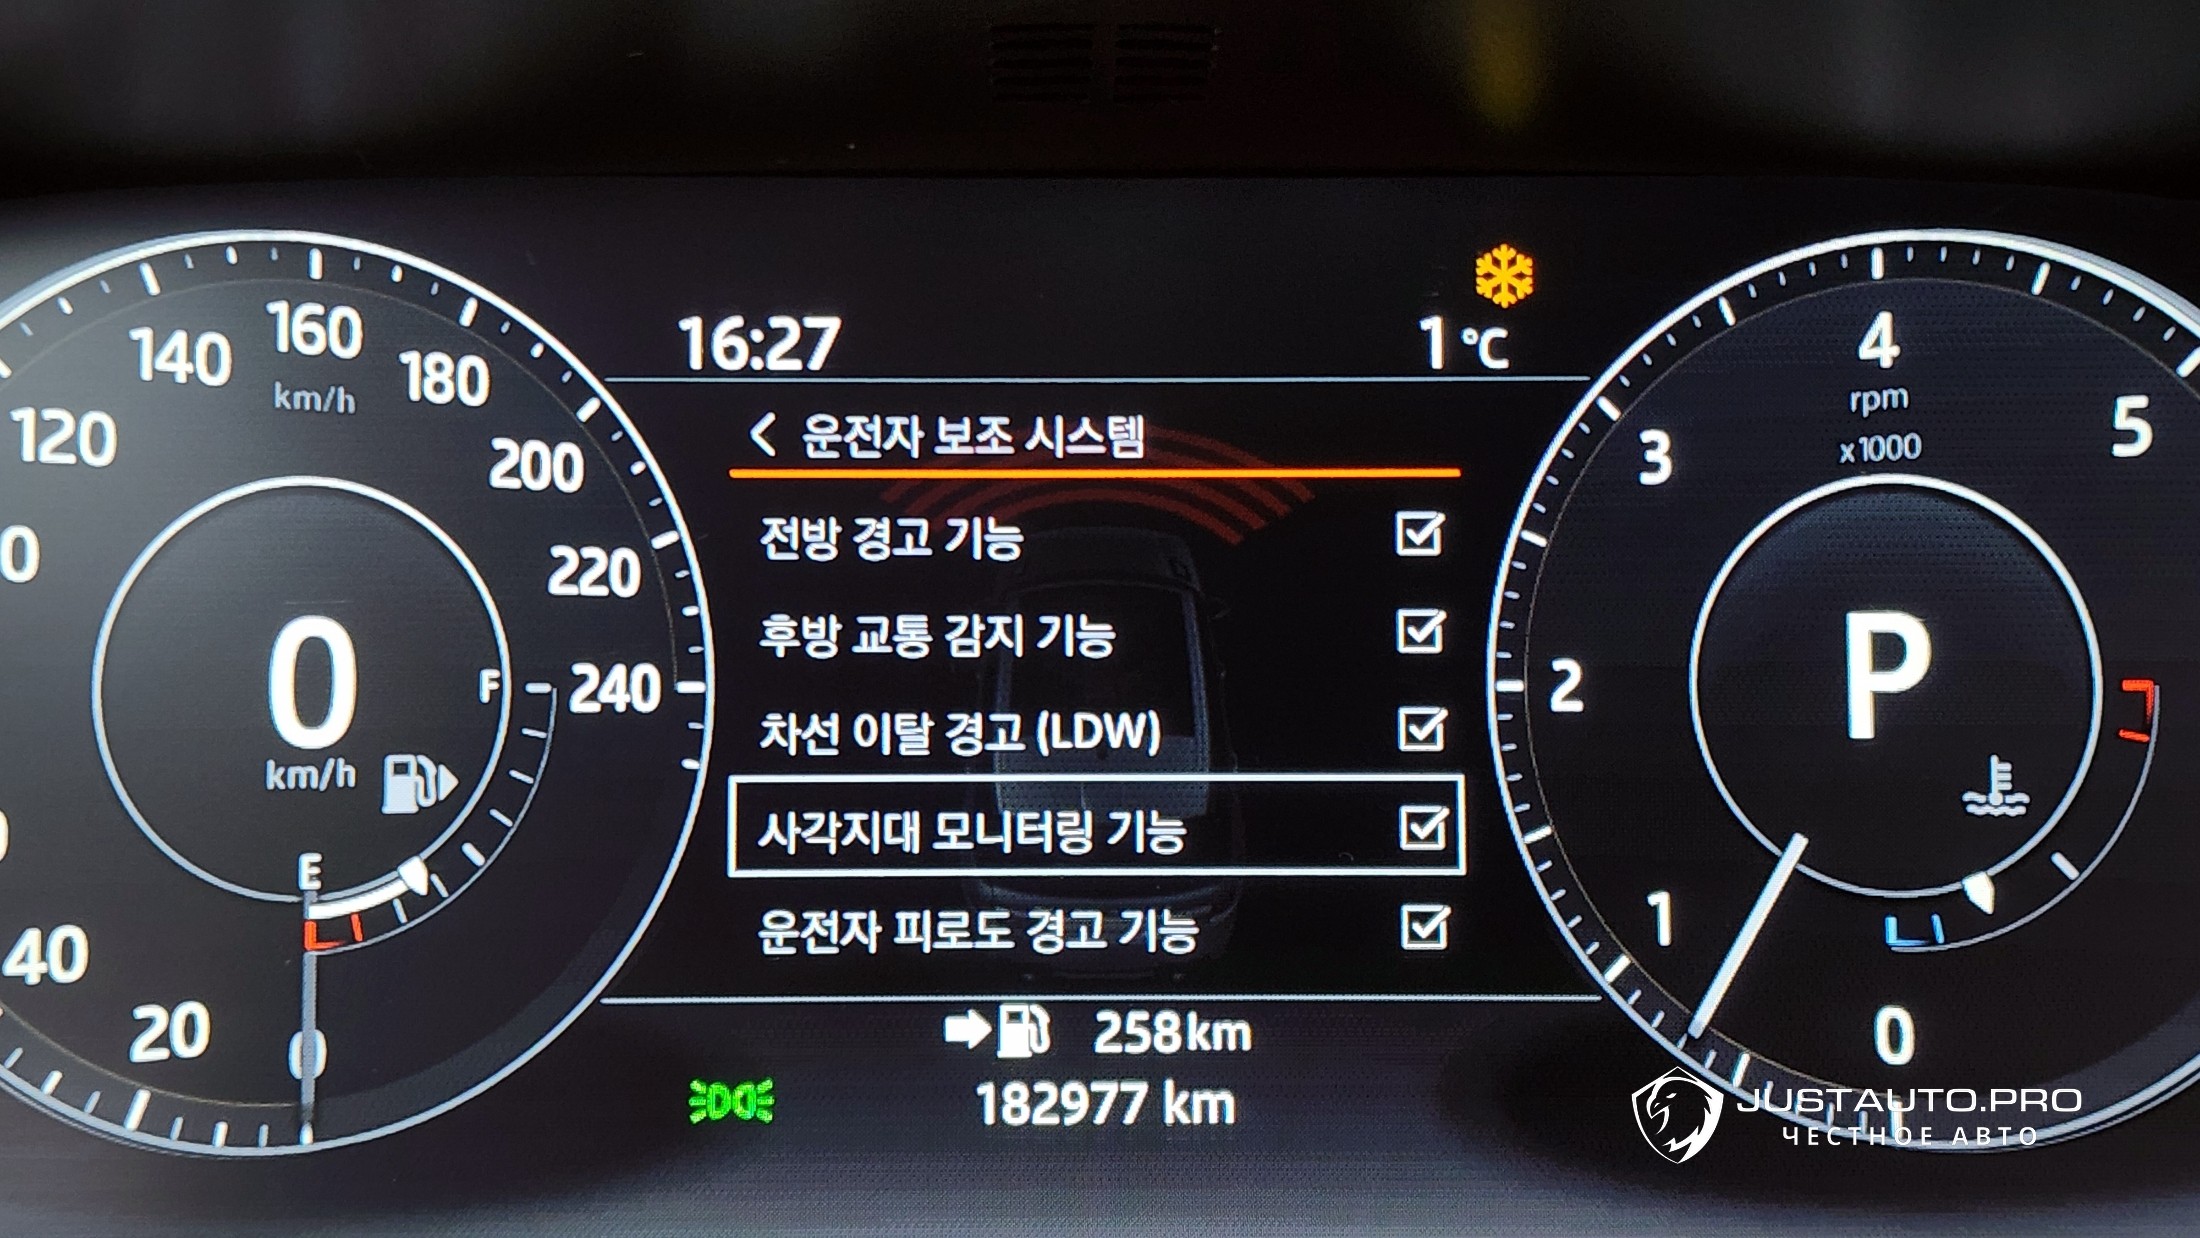 16:27
1 °C
운전자 보조 시스템
전방 경고 기능
후방 교통 감지 기능
차선 이탈 경고 (LDW)
사각지대 모니터링 기능
운전자 피로도 경고 기능
258km
182977 km
0
20
40
120
140
160
180
200
220
240
km/h
0
km/h
F
E
0
1
2
3
4
5
rpm
x1000
P
JUSTAUTO.PRO
ЧЕСТНОЕ АВТО